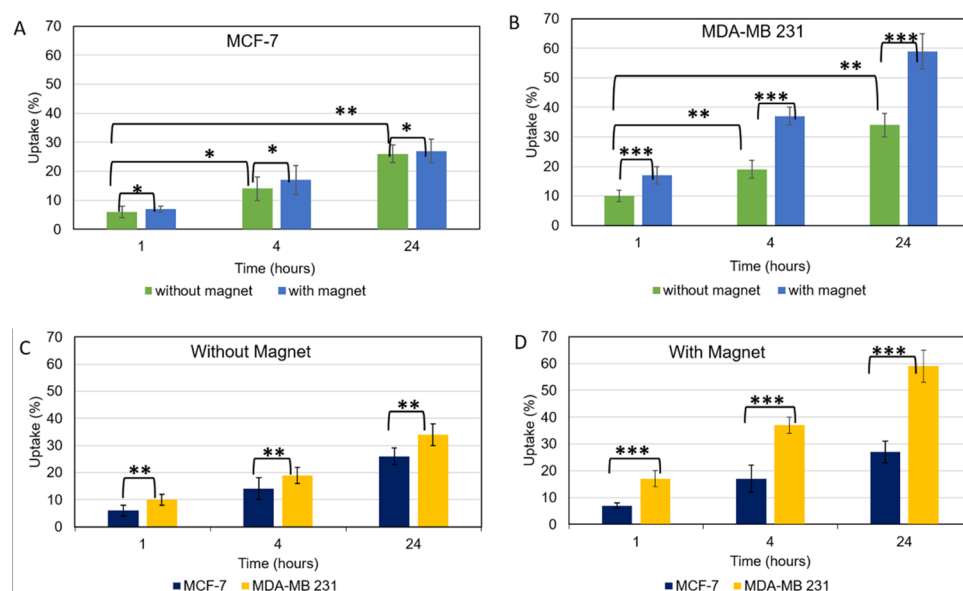 A
MCF-7
Uptake (%)
70
60
50
40
30
20
10
0
**
*
*
*
*
1
4
24
Time (hours)
without magnet
with magnet
B
MDA-MB 231
Uptake (%)
70
60
50
40
30
20
10
0
***
**
***
**
***
1
4
24
Time (hours)
without magnet
with magnet
C
Without Magnet
Uptake (%)
70
60
50
40
30
20
10
0
**
**
**
1
4
24
Time (hours)
MCF-7
MDA-MB 231
D
With Magnet
Uptake (%)
70
60
50
40
30
20
10
0
***
***
***
1
4
24
Time (hours)
MCF-7
MDA-MB 231